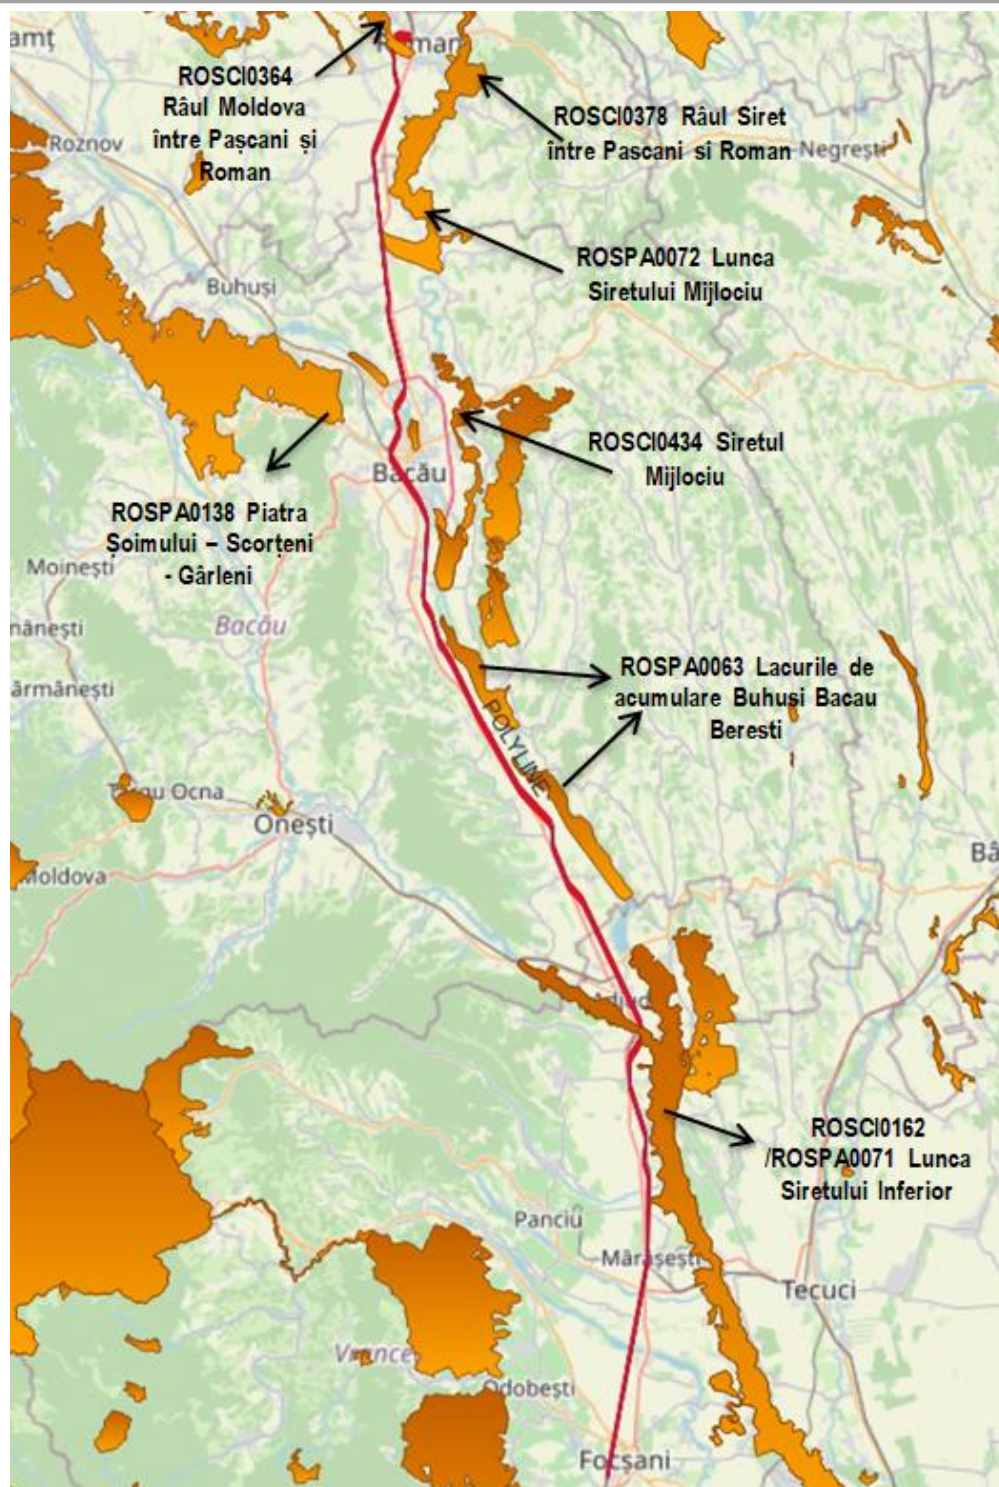 amț
Roman
ROSCI0364
Râul Moldova
între Pașcani și
Roman
ROSCI0378 Râul Siret
între Pascani si Roman
Roznov
Negrești
ROSPA0072 Lunca
Siretului Mijlociu
Buhuși
ROSCI0434 Siretul
Mijlociu
Bacău
ROSPA0138 Piatra
Șoimului – Scorțeni
- Gârleni
Moinești
Bacău
nănești
ărmănești
ROSPA0063 Lacurile de
acumulare Buhusi Bacau
Beresti
POLYLINE
Târgu Ocna
Onești
Bâ
Moldova
Adjud
ROSCI0162
/ROSPA0071 Lunca
Siretului Inferior
Panciu
Mărășești
Tecuci
Vrancea
Odobești
Focșani